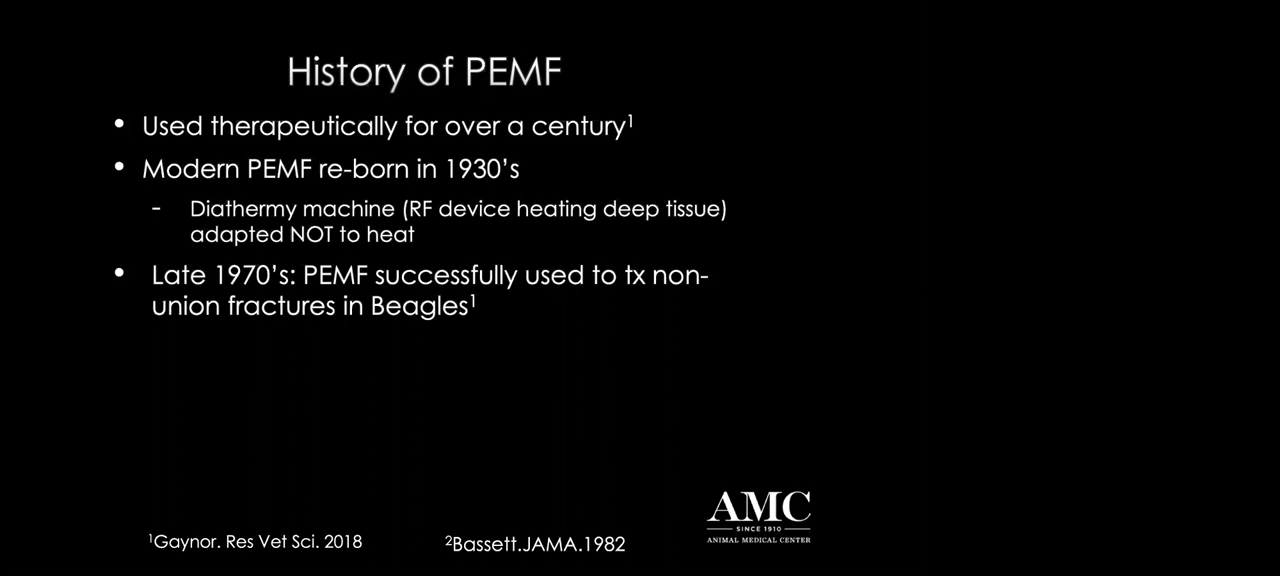 History of PEMF
• Used therapeutically for over a century¹
• Modern PEMF re-born in 1930's
- Diathermy machine (RF device heating deep tissue)
adapted NOT to heat
• Late 1970's: PEMF successfully used to tx non-
union fractures in Beagles¹
¹Gaynor. Res Vet Sci. 2018
²Bassett.JAMA.1982
AMC
SINCE 1910
ANIMAL MEDICAL CENTER